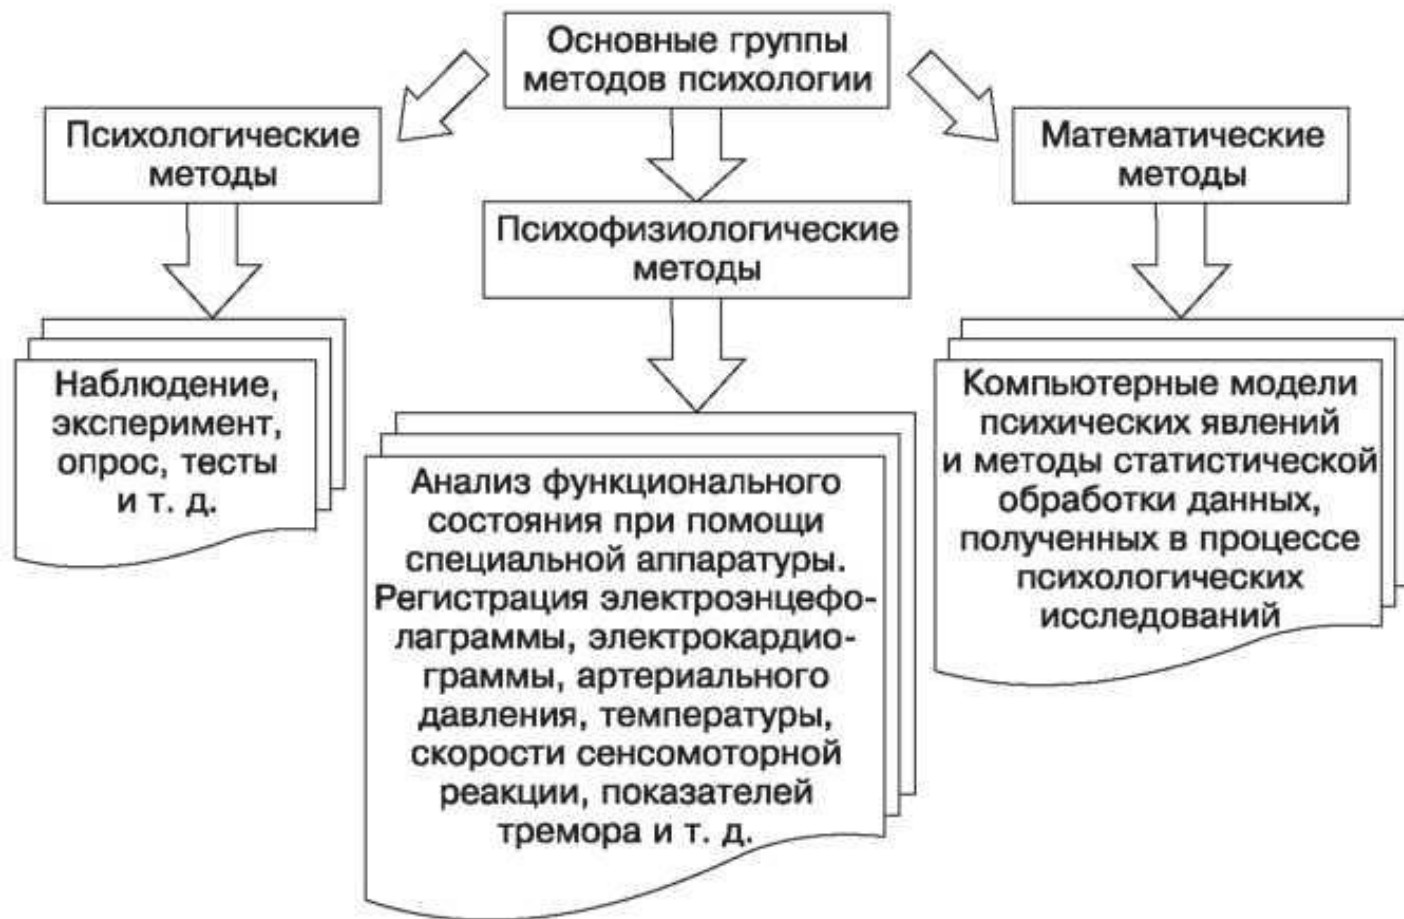 Основные группы
методов психологии
Психологические
методы
Математические
методы
Психофизиологические
методы
Наблюдение,
эксперимент,
опрос, тесты
и т. д.
Анализ функционального
состояния при помощи
специальной аппаратуры.
Регистрация электроэнцефо-
лаграммы, электрокардио-
граммы, артериального
давления, температуры,
скорости сенсомоторной
реакции, показателей
тремора и т. д.
Компьютерные модели
психических явлений
и методы статистической
обработки данных,
полученных в процессе
психологических
исследований